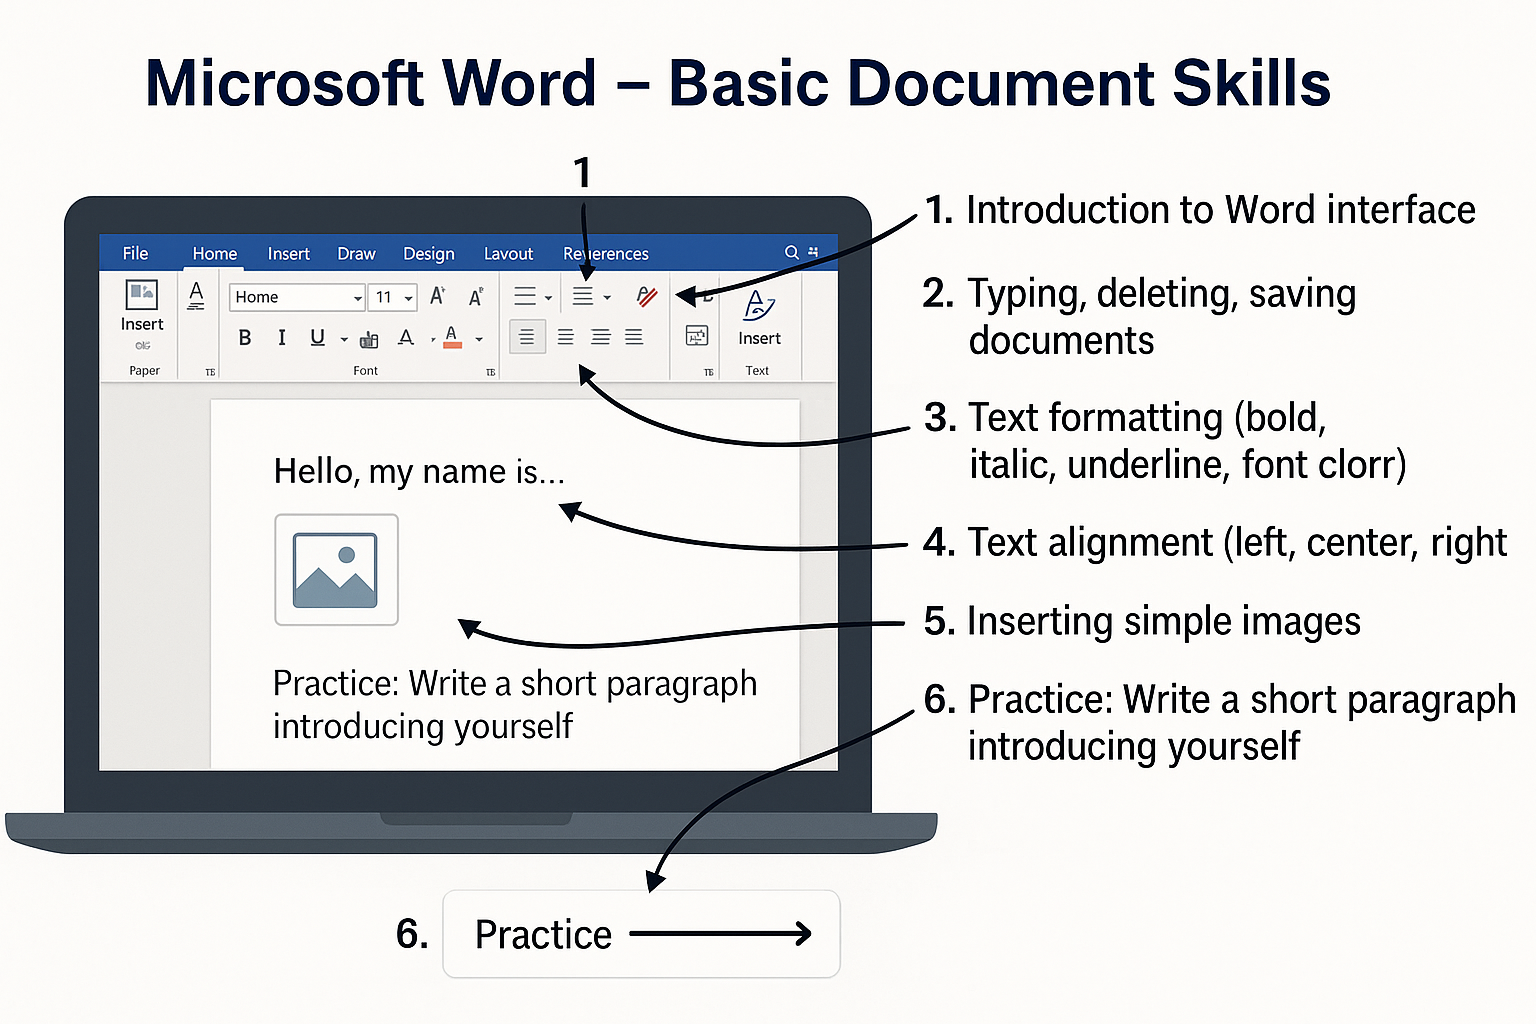 Microsoft Word – Basic Document Skills
1
File Home Insert Draw Design Lavout Reverences
Insert
Paper
Home 11
B I U
Font
Insert
Text
Hello, my name is...
Practice: Write a short paragraph
introducing yourself
1. Introduction to Word interface
2. Typing, deleting, saving
documents
3. Text formatting (bold,
italic, underline, font clorr)
4. Text alignment (left, center, right
5. Inserting simple images
6. Practice: Write a short paragraph
introducing yourself
6. Practice